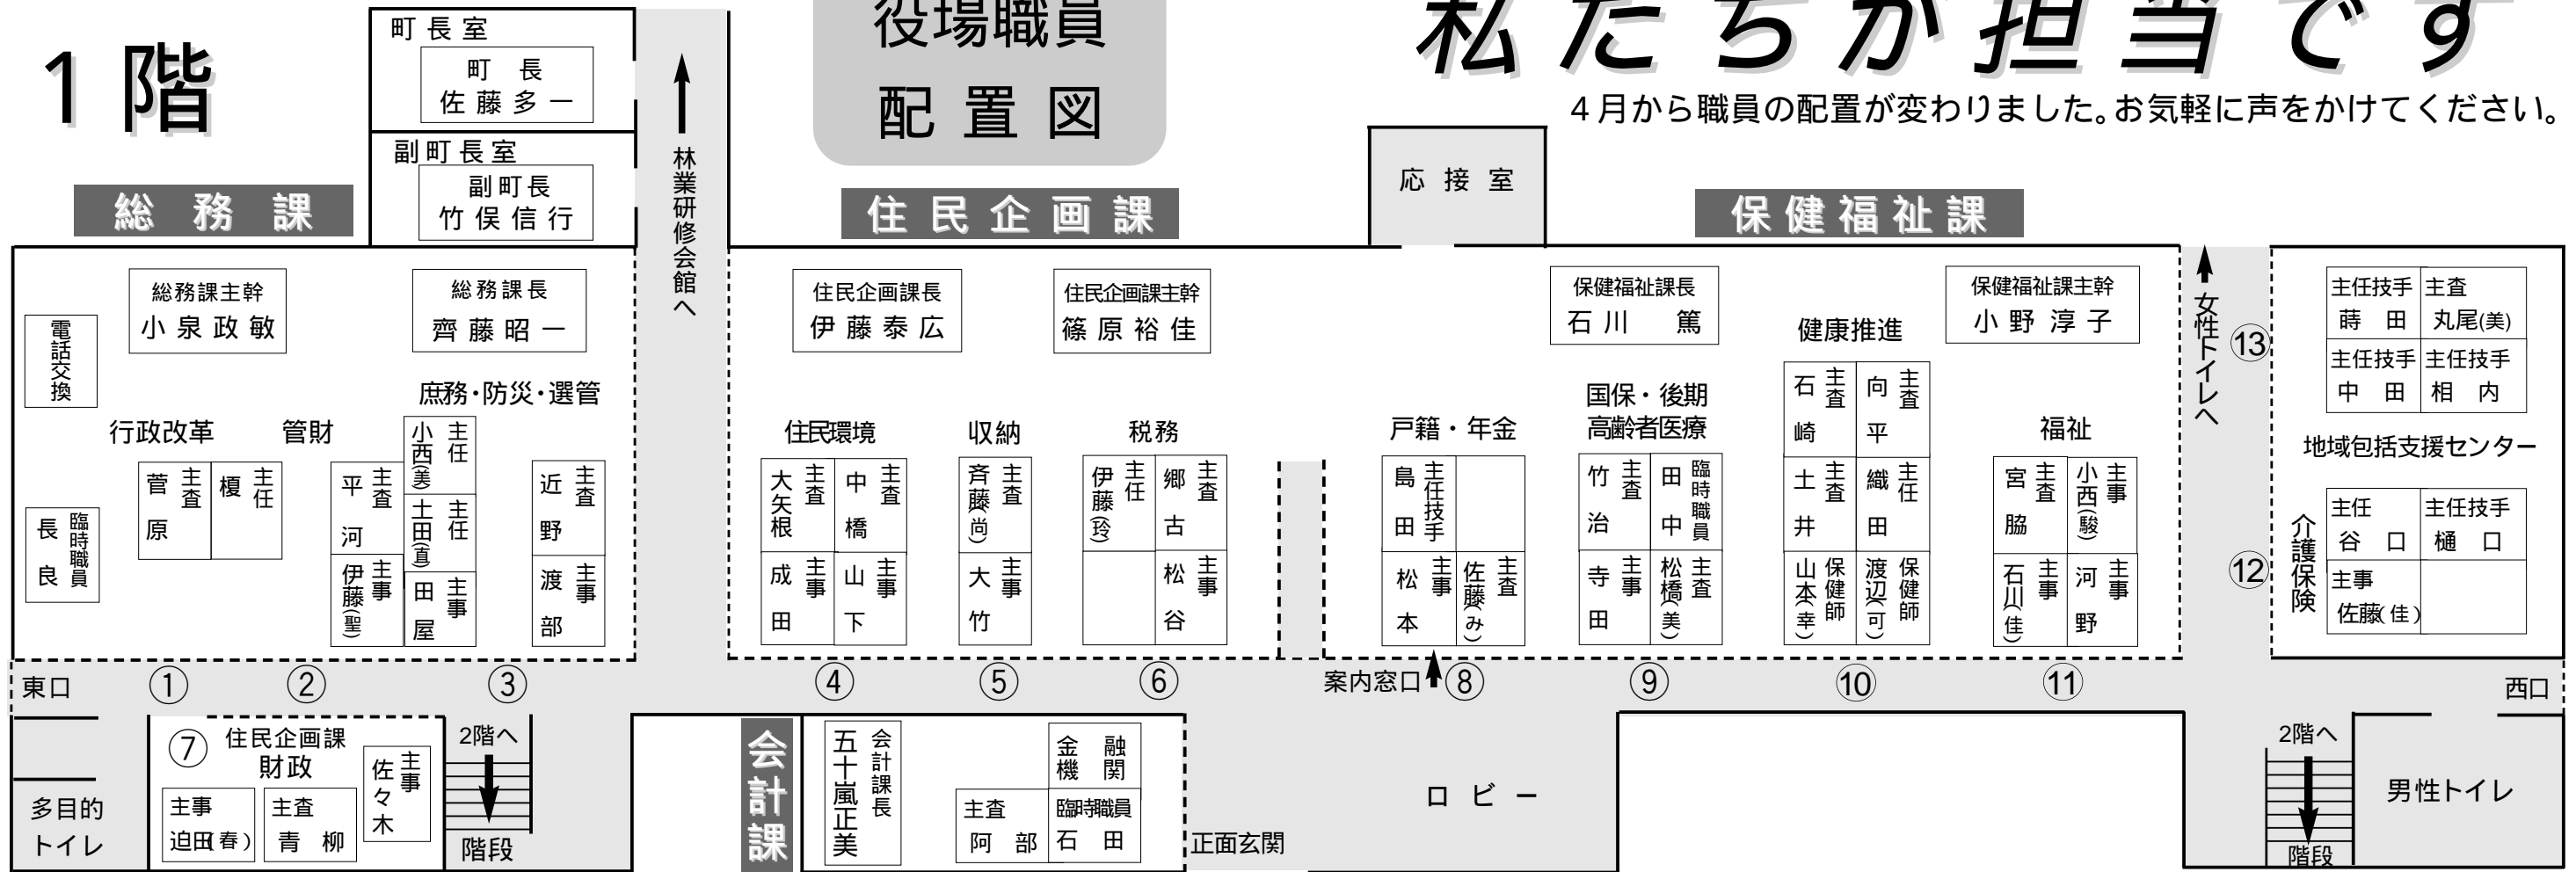 1階
役場職員
配置図
私たちが担当です
4月から職員の配置が変わりました。お気軽に声をかけてください。
町長室
町長
佐藤多一
副町長室
副町長
竹俣信行
林業研修会館へ
応接室
総務課
住民企画課
保健福祉課
総務課主幹
小泉政敏
総務課長
齊藤昭一
電話交換
臨時職員
長良
行政改革
主査
菅原
主任
榎
管財
主査
平河
主事
伊藤(聖)
庶務・防災・選管
主任
小西(美)
主任
土田(直)
主事
田屋
主査
近野
主事
渡部
住民企画課長
伊藤泰広
住民企画課主幹
篠原裕佳
住民環境
主査
大矢根
主査
中橋
主事
成田
主事
山下
収納
主査
斉藤(尚)
主事
大竹
税務
主任
伊藤(玲)
主査
郷古
主事
松谷
戸籍・年金
主任技手
島田
主事
松本
主査
佐藤(み)
保健福祉課長
石川篤
国保・後期
高齢者医療
主査
竹治
臨時職員
田中
主事
寺田
主査
松橋(美)
健康推進
主査
石崎
主査
向平
主査
土井
主任
織田
保健師
山本(幸)
保健師
渡辺(可)
保健福祉課主幹
小野淳子
福祉
主査
宮脇
主事
小西(駿)
主事
石川(佳)
主事
河野
女性トイレへ
⑬
主任技手
蒔田
主査
丸尾(美)
主任技手
中田
主任技手
相内
地域包括支援センター
⑫
介護保険
主任
谷口
主任技手
樋口
主事
佐藤(佳)
東口
①
②
③
④
⑤
⑥
案内窓口
⑧
⑨
⑩
⑪
西口
多目的
トイレ
⑦
住民企画課
財政
主事
迫田(春)
主査
青柳
主事
佐々木
2階へ
階段
会計課
会計課長
五十嵐正美
主査
阿部
金融
機関
臨時職員
石田
正面玄関
ロビー
2階へ
階段
男性トイレ